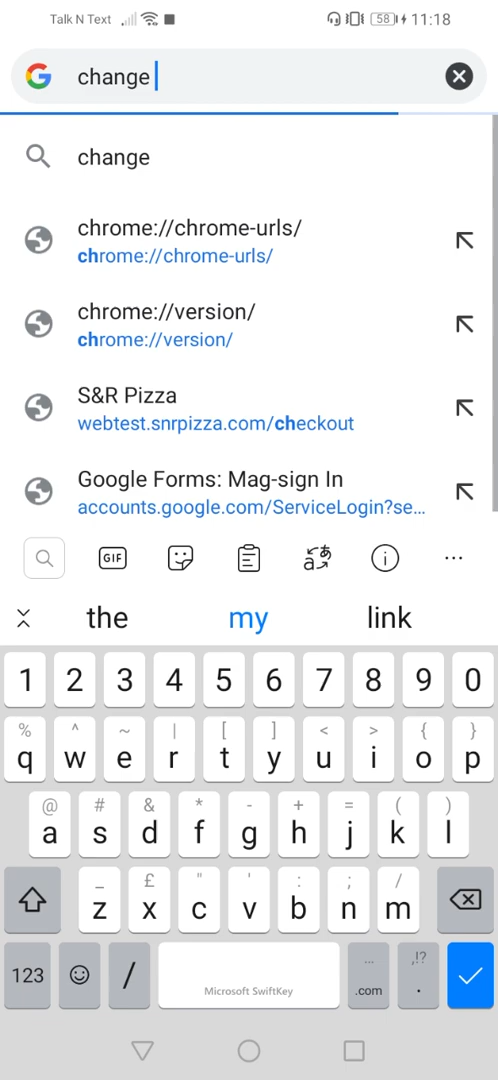 Talk N Text 58 11:18
change
change
chrome://chrome-urls/
chrome://chrome-urls/
chrome://version/
chrome://version/
S&R Pizza
webtest.snrpizza.com/checkout
Google Forms: Mag-sign In
accounts.google.com/ServiceLogin?se...
GIF aあ i ...
the my link
1 2 3 4 5 6 7 8 9 0
% ^ ~ | [ ] < > { }
q w e r t y u i o p
@ # & * - + = ( )
a s d f g h j k l
_ £ " ' : ; /
z x c v b n m
... ,!?
123 / Microsoft SwiftKey .com .